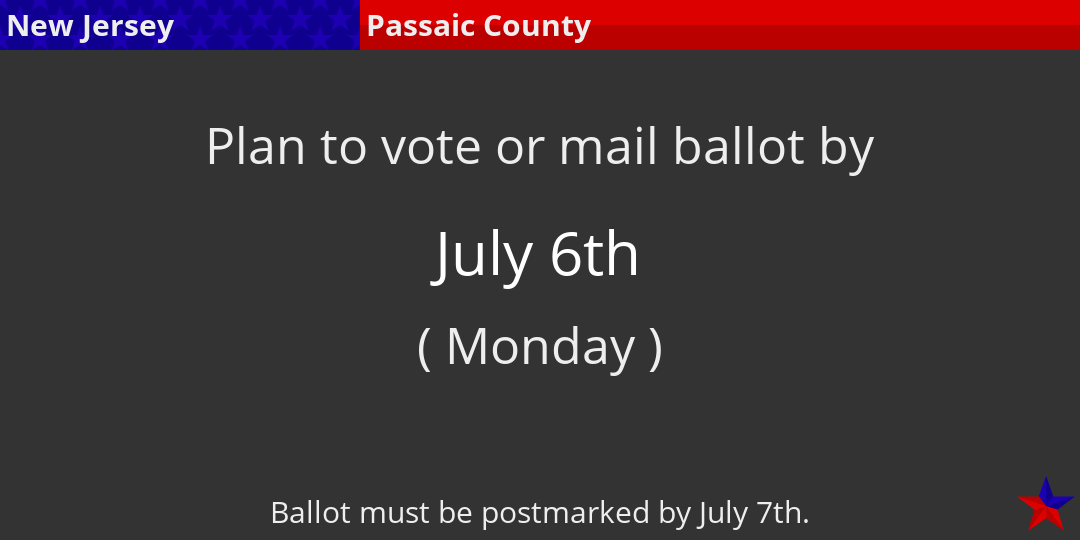 New Jersey
Passaic County
Plan to vote or mail ballot by
July 6th
( Monday )
Ballot must be postmarked by July 7th.